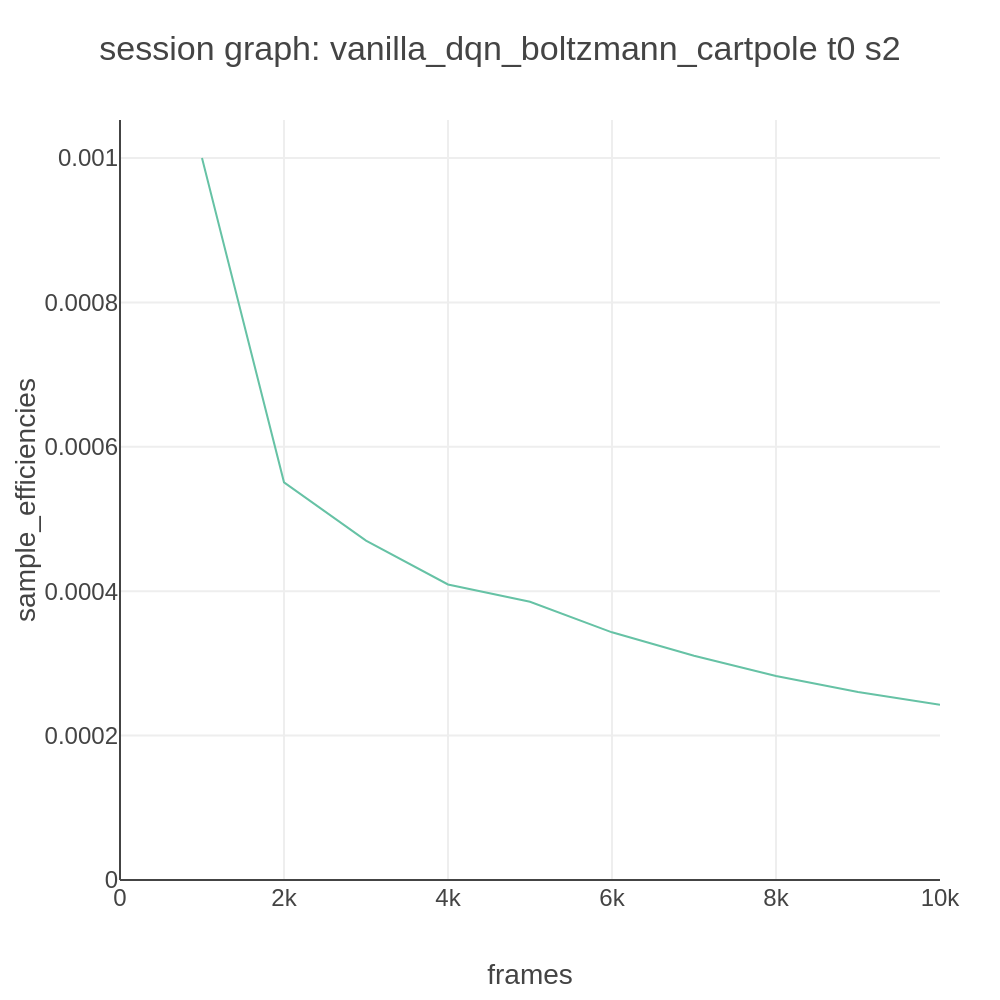 session graph: vanilla_dqn_boltzmann_cartpole t0 s2
sample_efficiencies
0.001
0.0008
0.0006
0.0004
0.0002
0
0 2k 4k 6k 8k 10k
frames